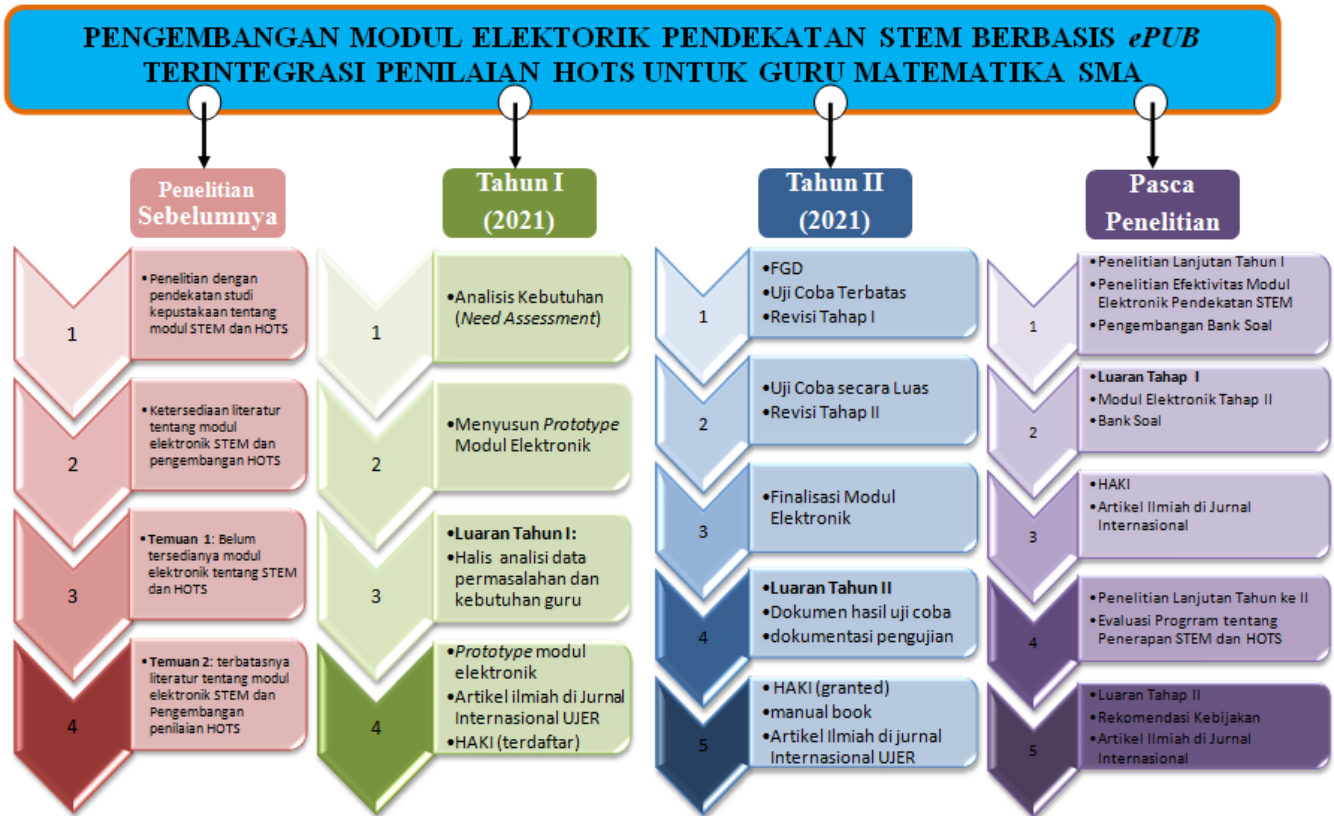 PENGEMBANGAN MODUL ELEKTORIK PENDEKATAN STEM BERBASIS ePUB
TERINTEGRASI PENILAIAN HOTS UNTUK GURU MATEMATIKA SMA
Penelitian
Sebelumnya
1
•Penelitian dengan
pendekatan studi
kepustakaan tentang
modul STEM dan HOTS
2
•Ketersediaan literatur
tentang modul
elektronik STEM dan
pengembangan HOTS
3
•Temuan 1: Belum
tersedianya modul
elektronik tentang STEM
dan HOTS
4
•Temuan 2: terbatasnya
literatur tentang modul
elektronik STEM dan
Pengembangan
penilaian HOTS
Tahun I
(2021)
1
•Analisis Kebutuhan
(Need Assessment)
2
•Menyusun Prototype
Modul Elektronik
3
•Luaran Tahun I:
•Halis analisi data
permasalahan dan
kebutuhan guru
4
•Prototype modul
elektronik
•Artikel ilmiah di Jurnal
Internasional UJER
•HAKI (terdaftar)
Tahun II
(2021)
1
•FGD
•Uji Coba Terbatas
•Revisi Tahap I
2
•Uji Coba secara Luas
•Revisi Tahap II
3
•Finalisasi Modul
Elektronik
4
•Luaran Tahun II
•Dokumen hasil uji coba
•dokumentasi pengujian
5
•HAKI (granted)
•manual book
•Artikel Ilmiah di jurnal
Internasional UJER
Pasca
Penelitian
1
•Penelitian Lanjutan Tahun I
•Penelitian Efektivitas Modul
Elektronik Pendekatan STEM
•Pengembangan Bank Soal
2
•Luaran Tahap I
•Modul Elektronik Tahap II
•Bank Soal
3
•HAKI
•Artikel Ilmiah di Jurnal
Internasional
4
•Penelitian Lanjutan Tahun ke II
•Evaluasi Progrram tentang
Penerapan STEM dan HOTS
5
•Luaran Tahap II
•Rekomendasi Kebijakan
•Artikel Ilmiah di Jurnal
Internasional